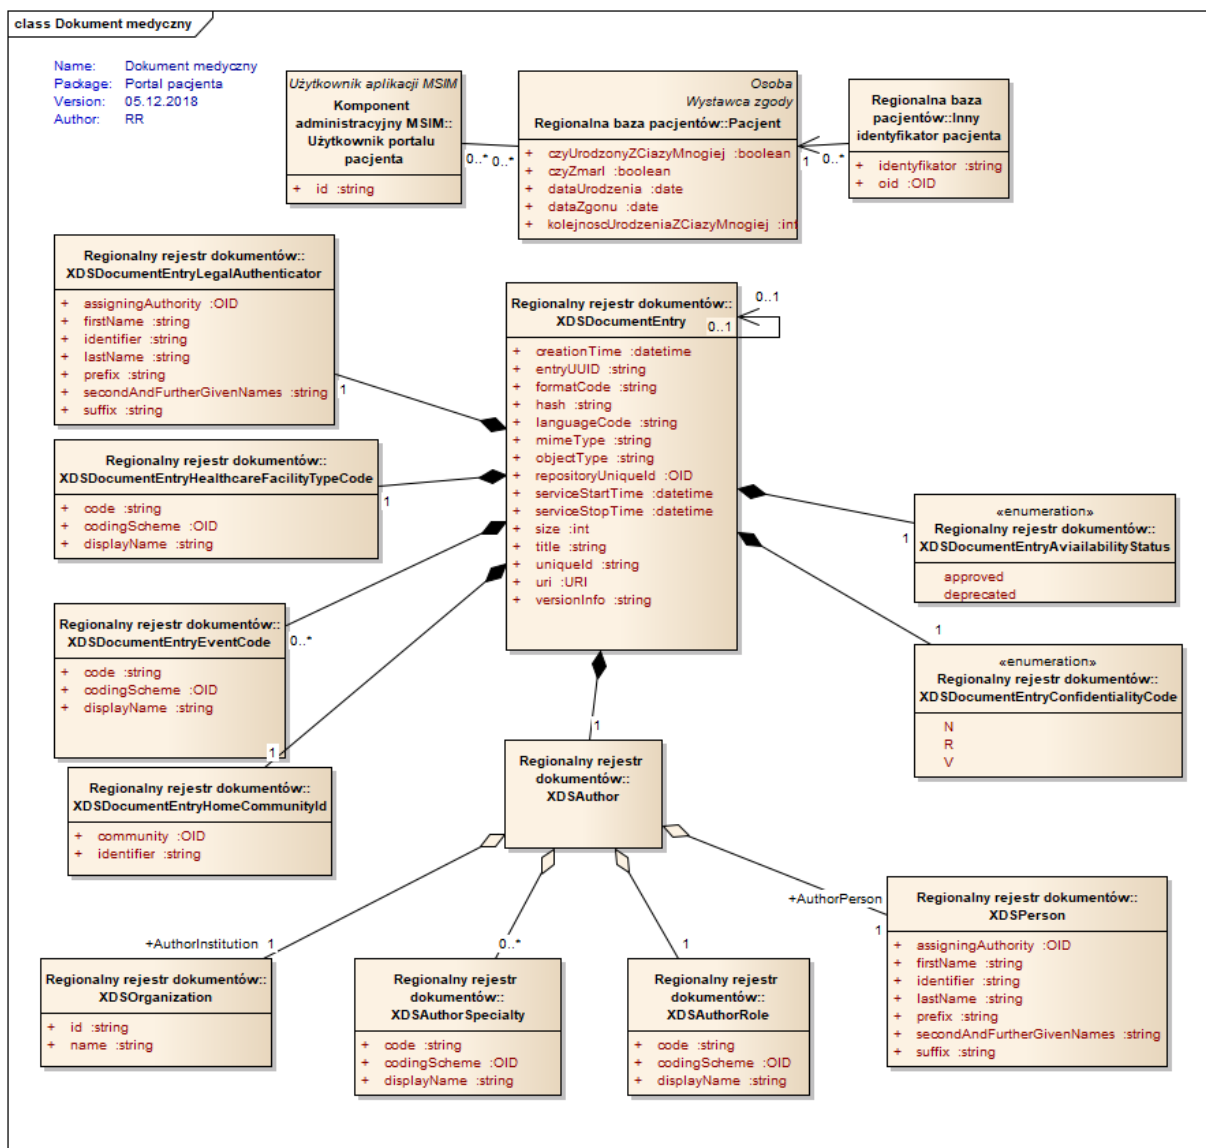 class Dokument medyczny
Name: Dokument medyczny
Package: Portal pacjenta
Version: 05.12.2018
Author: RR
Użytkownik aplikacji MSIM
Komponent
administracyjny MSIM::
Użytkownik portalu
pacjenta
+ id :string
0..*
0..*
Osoba
Wystawca zgody
Regionalna baza pacjentów::Pacjent
+ czyUrodzonyZCiazyMnogiej :boolean
+ czyZmarl :boolean
+ dataUrodzenia :date
+ dataZgonu :date
+ kolejnoscUrodzeniaZCiazyMnogiej :int
1
0..*
Regionalna baza
pacjentów::Inny
identyfikator pacjenta
+ identyfikator :string
+ oid :OID
Regionalny rejestr dokumentów::
XDSDocumentEntryLegalAuthenticator
+ assigningAuthority :OID
+ firstName :string
+ identifier :string
+ lastName :string
+ prefix :string
+ secondAndFurtherGivenNames :string
+ suffix :string
1
Regionalny rejestr dokumentów::
XDSDocumentEntry
+ creationTime :datetime
+ entryUUID :string
+ formatCode :string
+ hash :string
+ languageCode :string
+ mimeType :string
+ objectType :string
+ repositoryUniqueId :OID
+ serviceStartTime :datetime
+ serviceStopTime :datetime
+ size :int
+ title :string
+ uniqueId :string
+ uri :URI
+ versionInfo :string
0..1
0..1
Regionalny rejestr dokumentów::
XDSDocumentEntryHealthcareFacilityTypeCode
+ code :string
+ codingScheme :OID
+ displayName :string
1
«enumeration»
Regionalny rejestr dokumentów::
XDSDocumentEntryAviailabilityStatus
approved
deprecated
1
Regionalny rejestr dokumentów::
XDSDocumentEntryEventCode
+ code :string
+ codingScheme :OID
+ displayName :string
0..*
«enumeration»
Regionalny rejestr dokumentów::
XDSDocumentEntryConfidentialityCode
N
R
V
1
Regionalny rejestr dokumentów::
XDSDocumentEntryHomeCommunityId
+ community :OID
+ identifier :string
1
1
Regionalny rejestr
dokumentów::
XDSAuthor
+AuthorInstitution 1
0..*
1
+AuthorPerson
1
Regionalny rejestr dokumentów::
XDSOrganization
+ id :string
+ name :string
Regionalny rejestr
dokumentów::
XDSAuthorSpecialty
+ code :string
+ codingScheme :OID
+ displayName :string
Regionalny rejestr
dokumentów::
XDSAuthorRole
+ code :string
+ codingScheme :OID
+ displayName :string
Regionalny rejestr dokumentów::
XDSPerson
+ assigningAuthority :OID
+ firstName :string
+ identifier :string
+ lastName :string
+ prefix :string
+ secondAndFurtherGivenNames :string
+ suffix :string